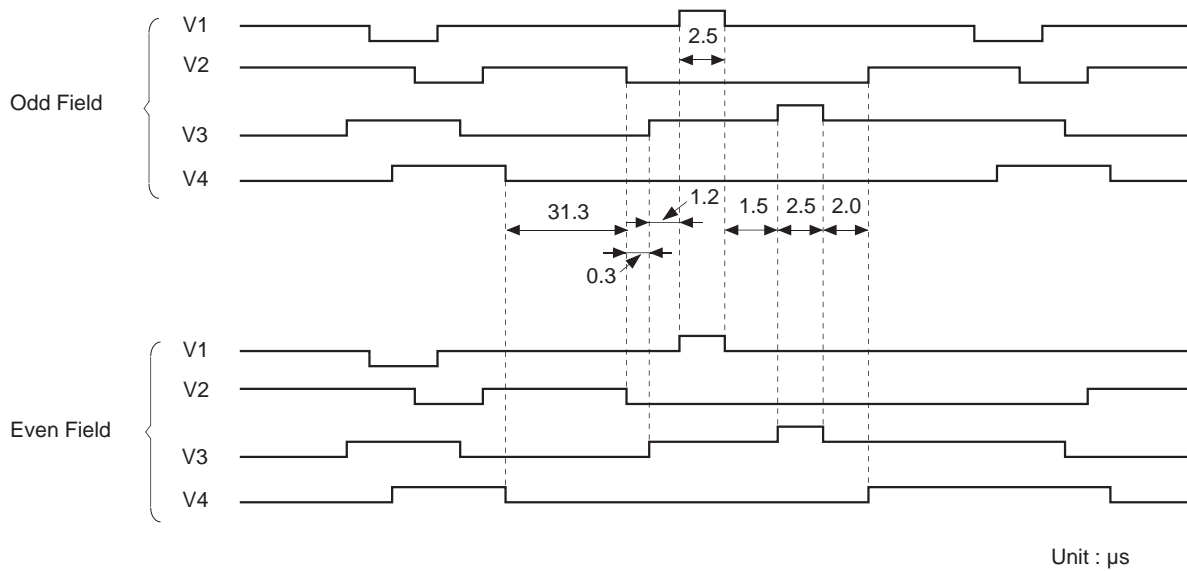 Odd Field
V1
2.5
V2
V3
V4
31.3
1.2
1.5
2.5
2.0
0.3
Even Field
V1
V2
V3
V4
Unit : µs